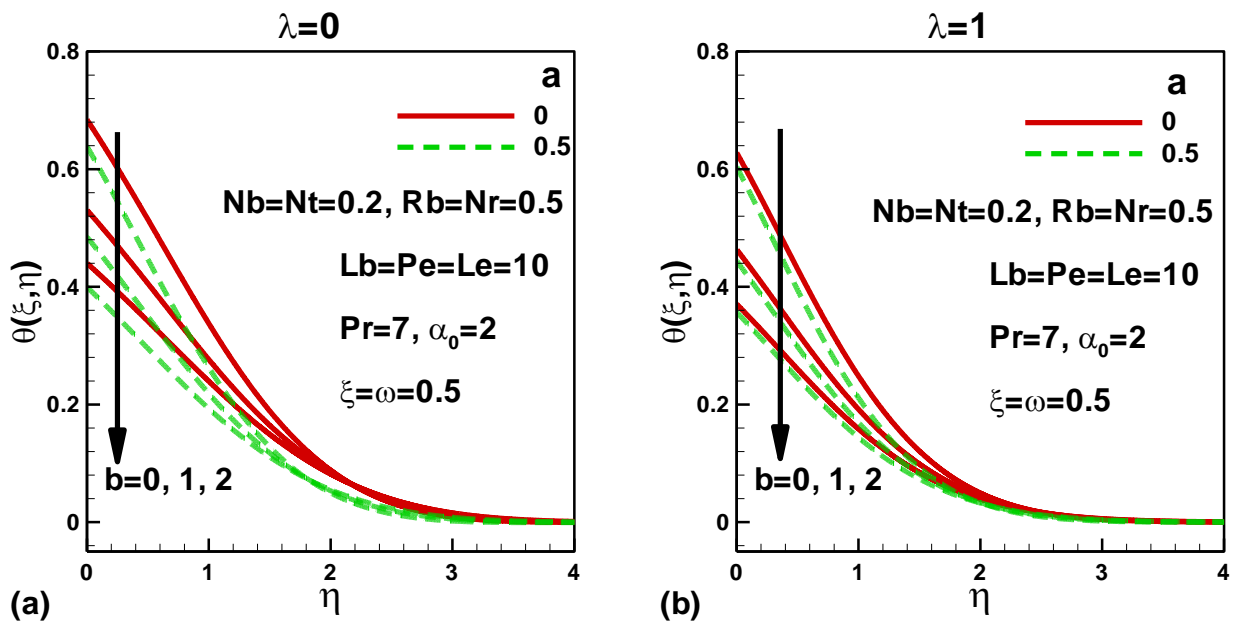 λ=0
0.8
0.6
0.4
0.2
0
θ(ξ,η)
a
0
0.5
Nb=Nt=0.2, Rb=Nr=0.5
Lb=Pe=Le=10
Pr=7, α₀=2
ξ=ω=0.5
b=0, 1, 2
0 1 2 3 4
η
(a)
λ=1
0.8
0.6
0.4
0.2
0
θ(ξ,η)
a
0
0.5
Nb=Nt=0.2, Rb=Nr=0.5
Lb=Pe=Le=10
Pr=7, α₀=2
ξ=ω=0.5
b=0, 1, 2
0 1 2 3 4
η
(b)